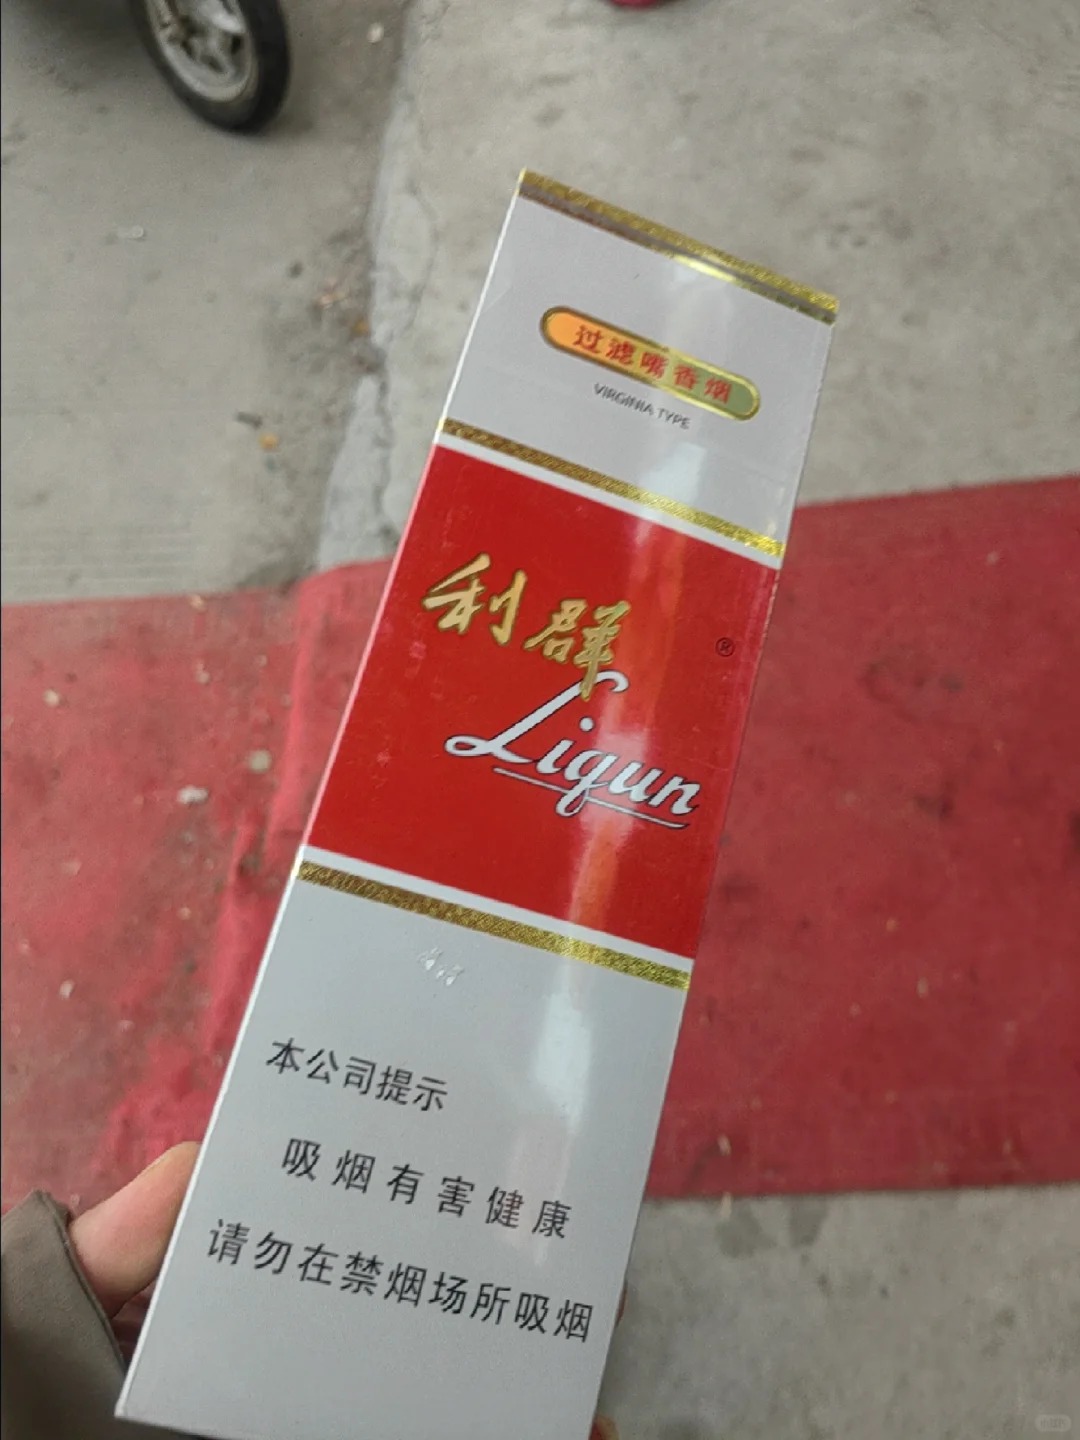 过滤嘴香烟
VIRGINIA TYPE
利群
®
Liqun
本公司提示
吸烟有害健康
请勿在禁烟场所吸烟